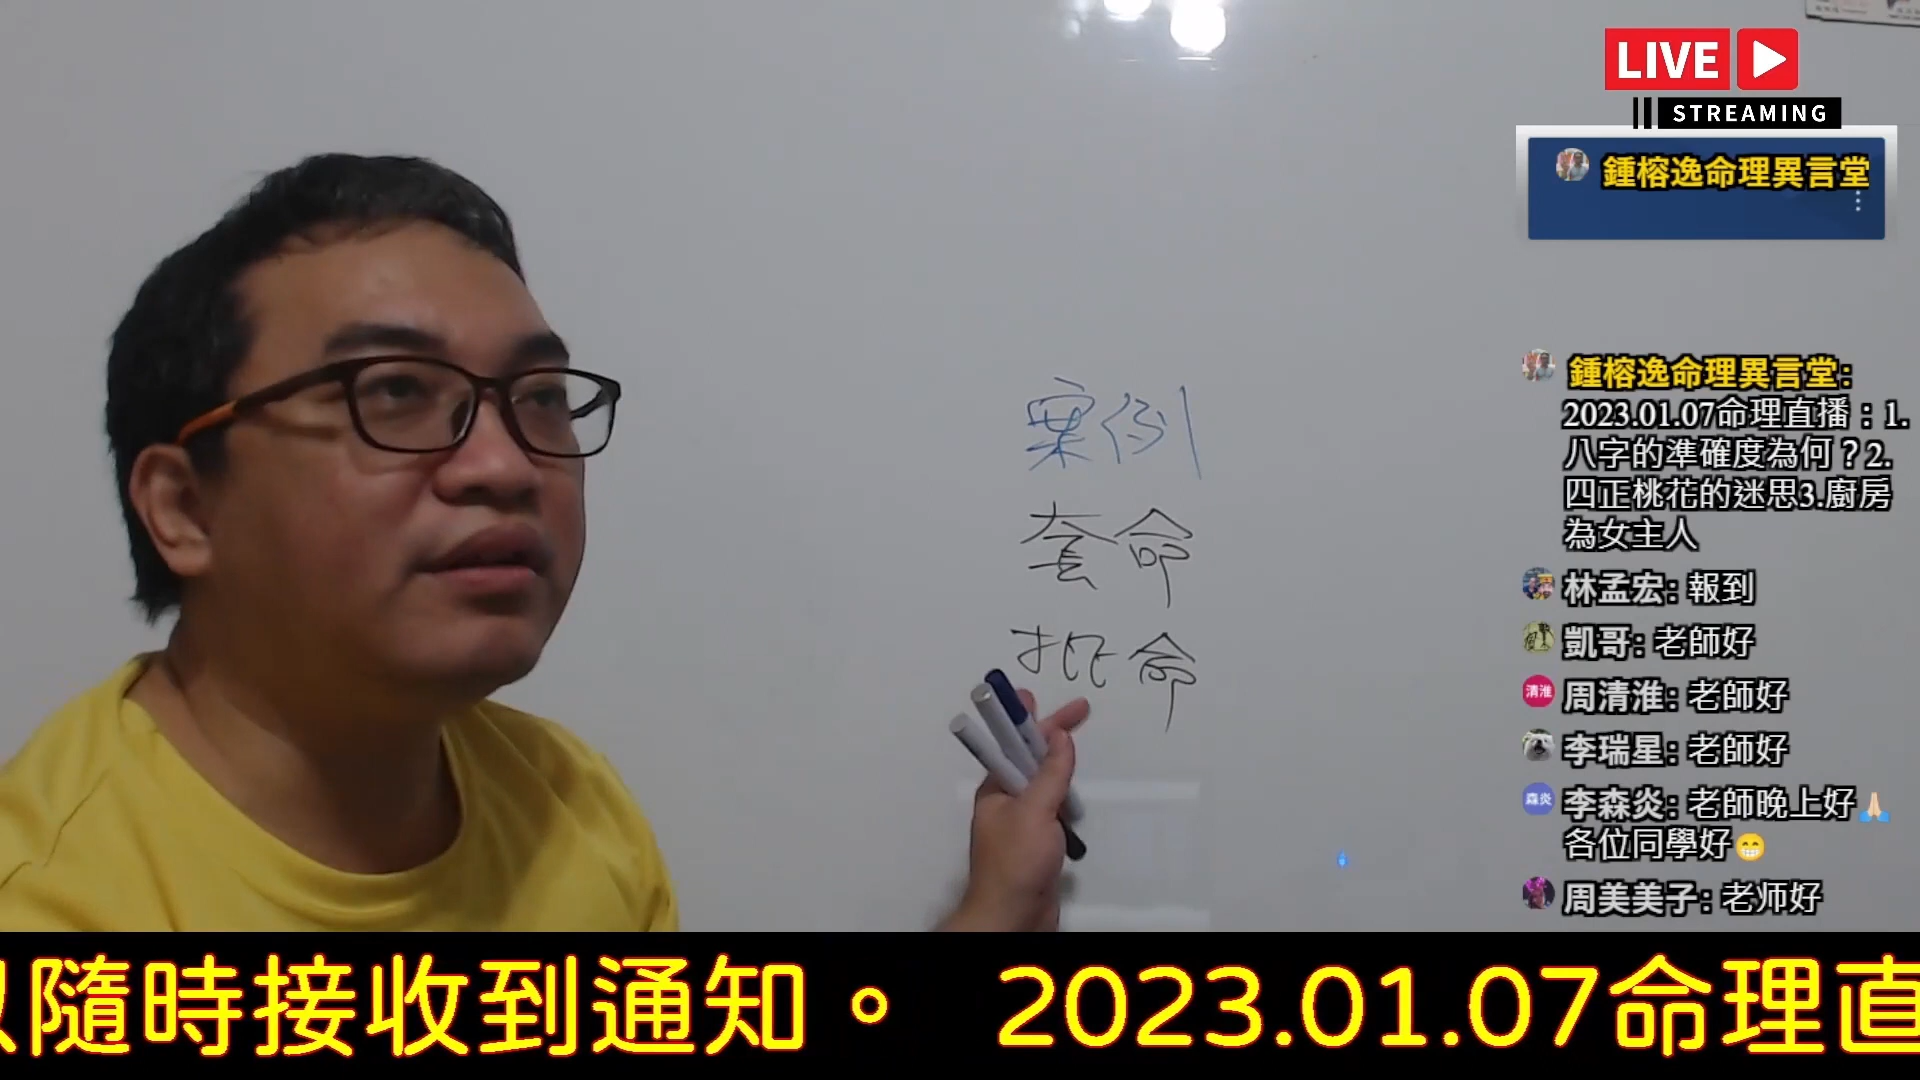 LIVE
STREAMING
鍾榕逸命理異言堂
案例
套命
批命
鍾榕逸命理異言堂:
2023.01.07命理直播：1.
八字的準確度為何？2.
四正桃花的迷思3.廚房
為女主人
林孟宏: 報到
凱哥: 老師好
清淮 周清淮: 老師好
李瑞星: 老師好
森炎 李森炎: 老師晚上好🙏🏻
各位同學好😁
周美美子: 老师好
以隨時接收到通知。 2023.01.07命理直